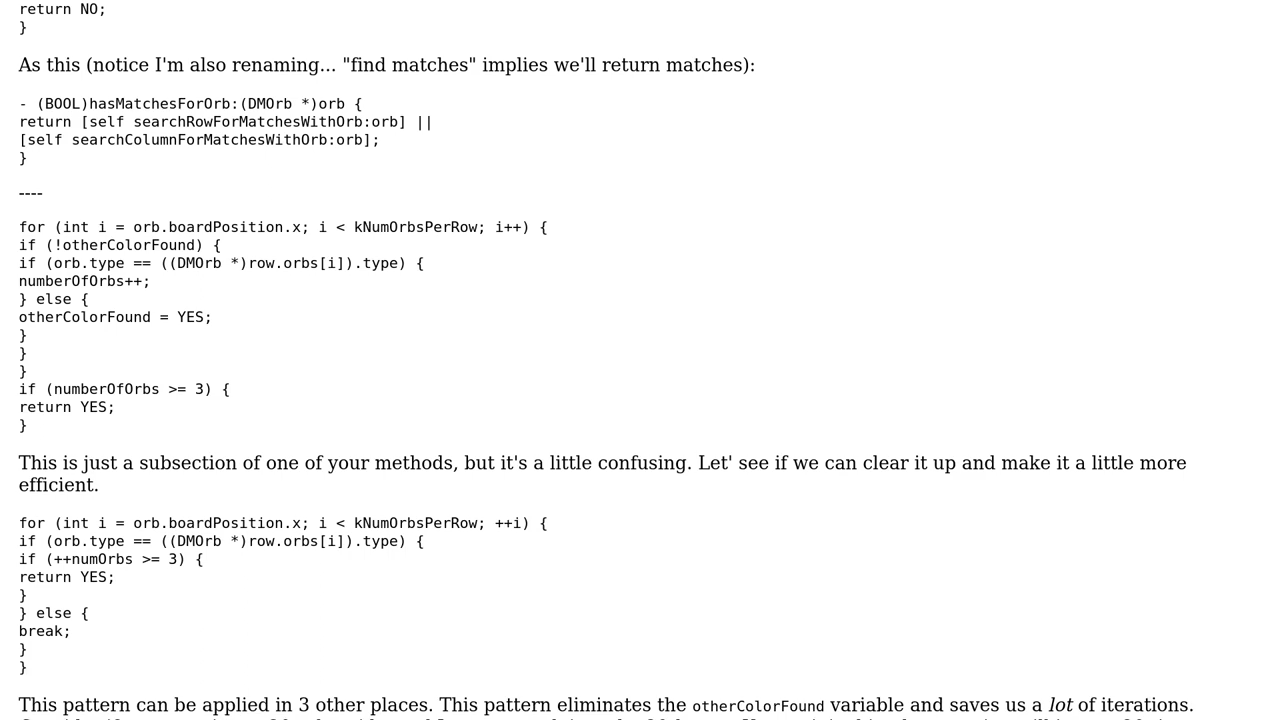 return NO;
}
As this (notice I'm also renaming... "find matches" implies we'll return matches):
- (BOOL)hasMatchesForOrb:(DMOrb *)orb {
return [self searchRowForMatchesWithOrb:orb] ||
[self searchColumnForMatchesWithOrb:orb];
}
----
for (int i = orb.boardPosition.x; i < kNumOrbsPerRow; i++) {
if (!otherColorFound) {
if (orb.type == ((DMOrb *)row.orbs[i]).type) {
numberOfOrbs++;
} else {
otherColorFound = YES;
}
}
}
if (numberOfOrbs >= 3) {
return YES;
}
This is just a subsection of one of your methods, but it's a little confusing. Let' see if we can clear it up and make it a little more
efficient.
for (int i = orb.boardPosition.x; i < kNumOrbsPerRow; ++i) {
if (orb.type == ((DMOrb *)row.orbs[i]).type) {
if (++numOrbs >= 3) {
return YES;
}
} else {
break;
}
}
This pattern can be applied in 3 other places. This pattern eliminates the otherColorFound variable and saves us a lot of iterations.